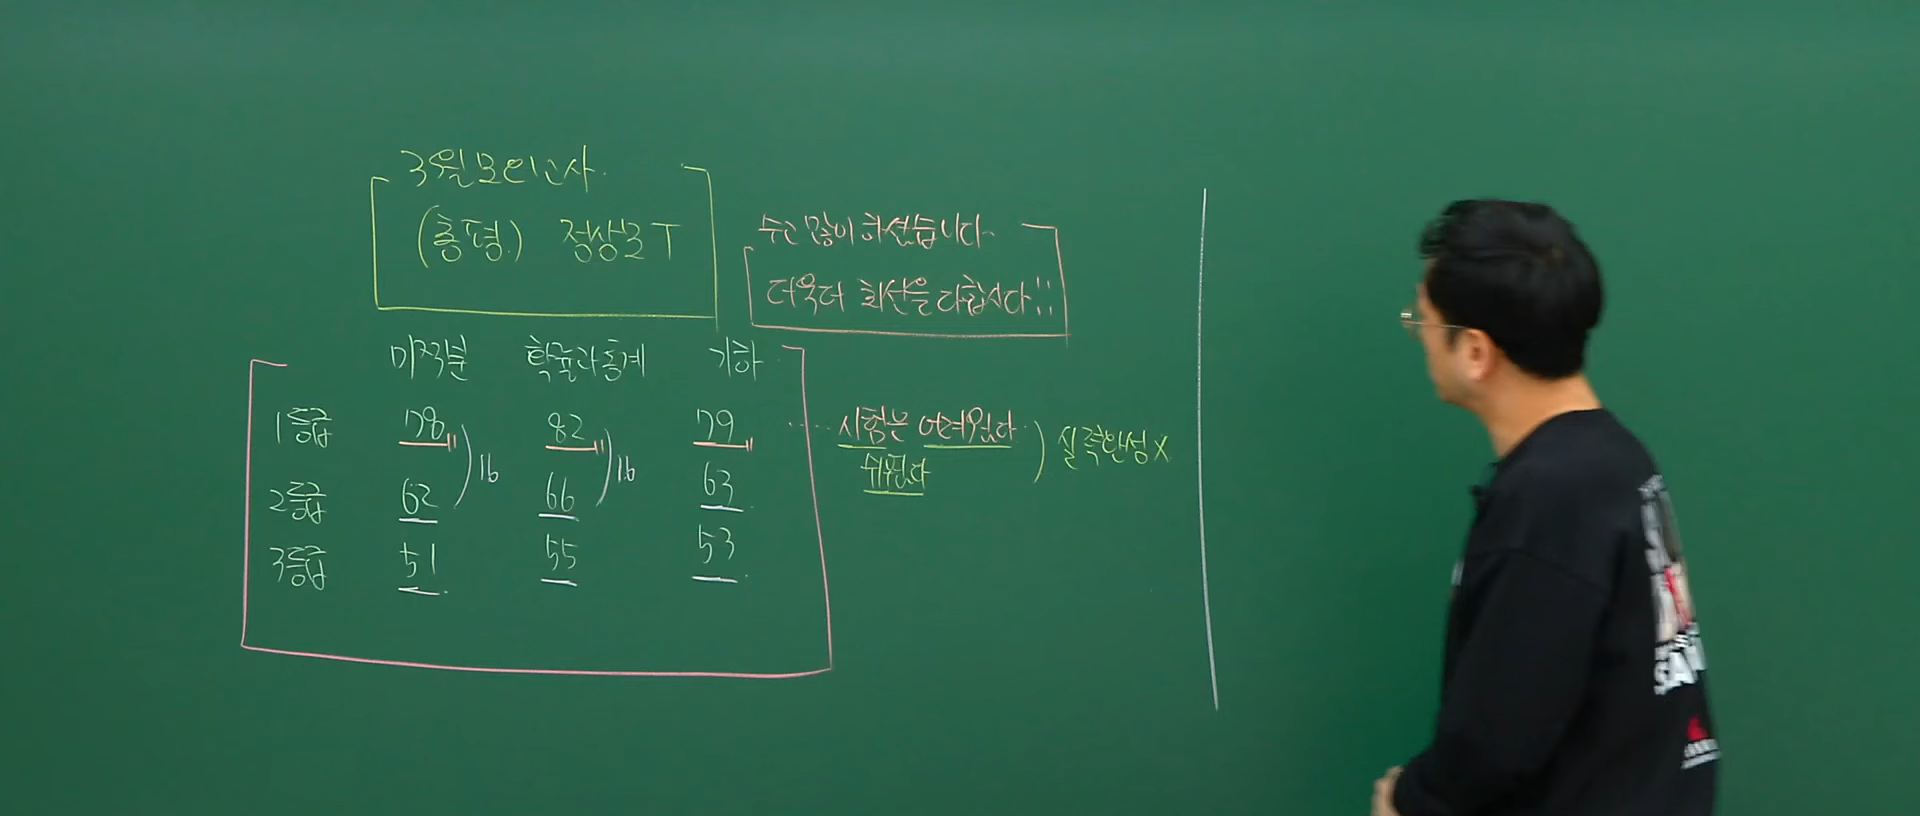 3월모의고사.
(총평.) 정상모T
수고많이하셨습니다.
더욱더 최선을다합시다!!
미적분 확률과통계 기하
1등급 78 82 79 ..... 시험은 어려웠다. ) 실력완성X
쉬웠다
)16 )16
2등급 62 66 63
3등급 51 55 53